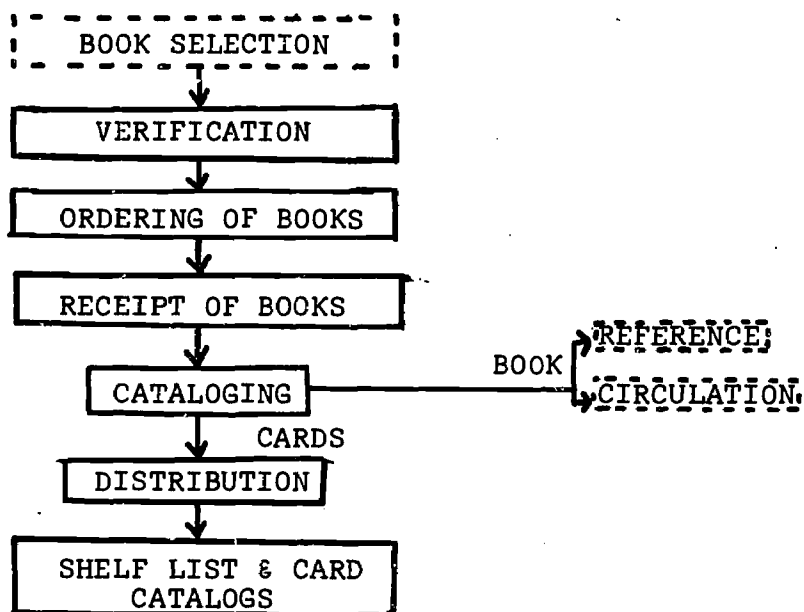 BOOK SELECTION
VERIFICATION
ORDERING OF BOOKS
RECEIPT OF BOOKS
REFERENCE
BOOK
CATALOGING
CIRCULATION
CARDS
DISTRIBUTION
SHELF LIST & CARD
CATALOGS